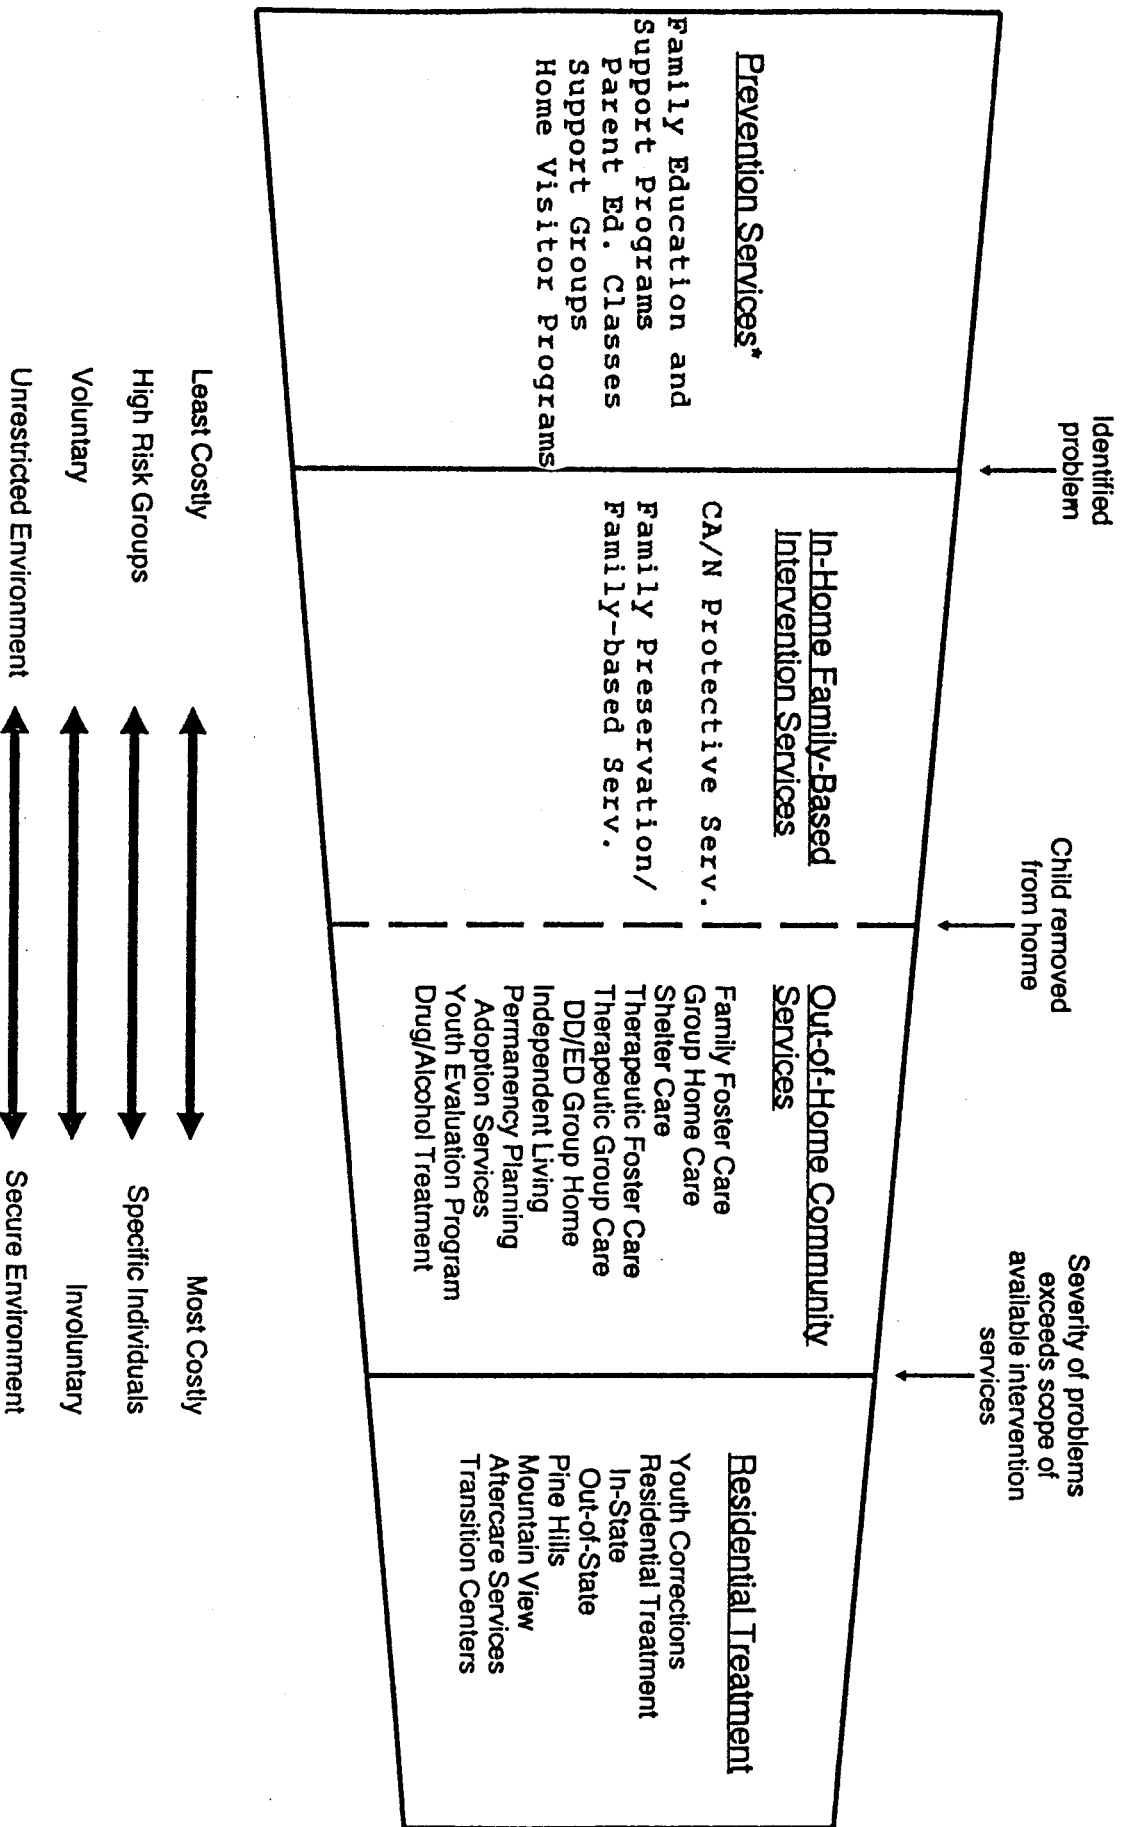 Identified
problem
Child removed
from home
Severity of problems
exceeds scope of
available intervention
services
Prevention Services*
Family Education and
Support Programs
Parent Ed. Classes
Support Groups
Home Visitor Programs
In-Home Family-Based
Intervention Services
CA/N Protective Serv.
Family Preservation/
Family-based Serv.
Out-of-Home Community
Services
Family Foster Care
Group Home Care
Shelter Care
Therapeutic Foster Care
Therapeutic Group Care
DD/ED Group Home
Independent Living
Permanency Planning
Adoption Services
Youth Evaluation Program
Drug/Alcohol Treatment
Residential Treatment
Youth Corrections
Residential Treatment
In-State
Out-of-State
Pine Hills
Mountain View
Aftercare Services
Transition Centers
Least Costly Most Costly
High Risk Groups Specific Individuals
Voluntary Involuntary
Unrestricted Environment Secure Environment